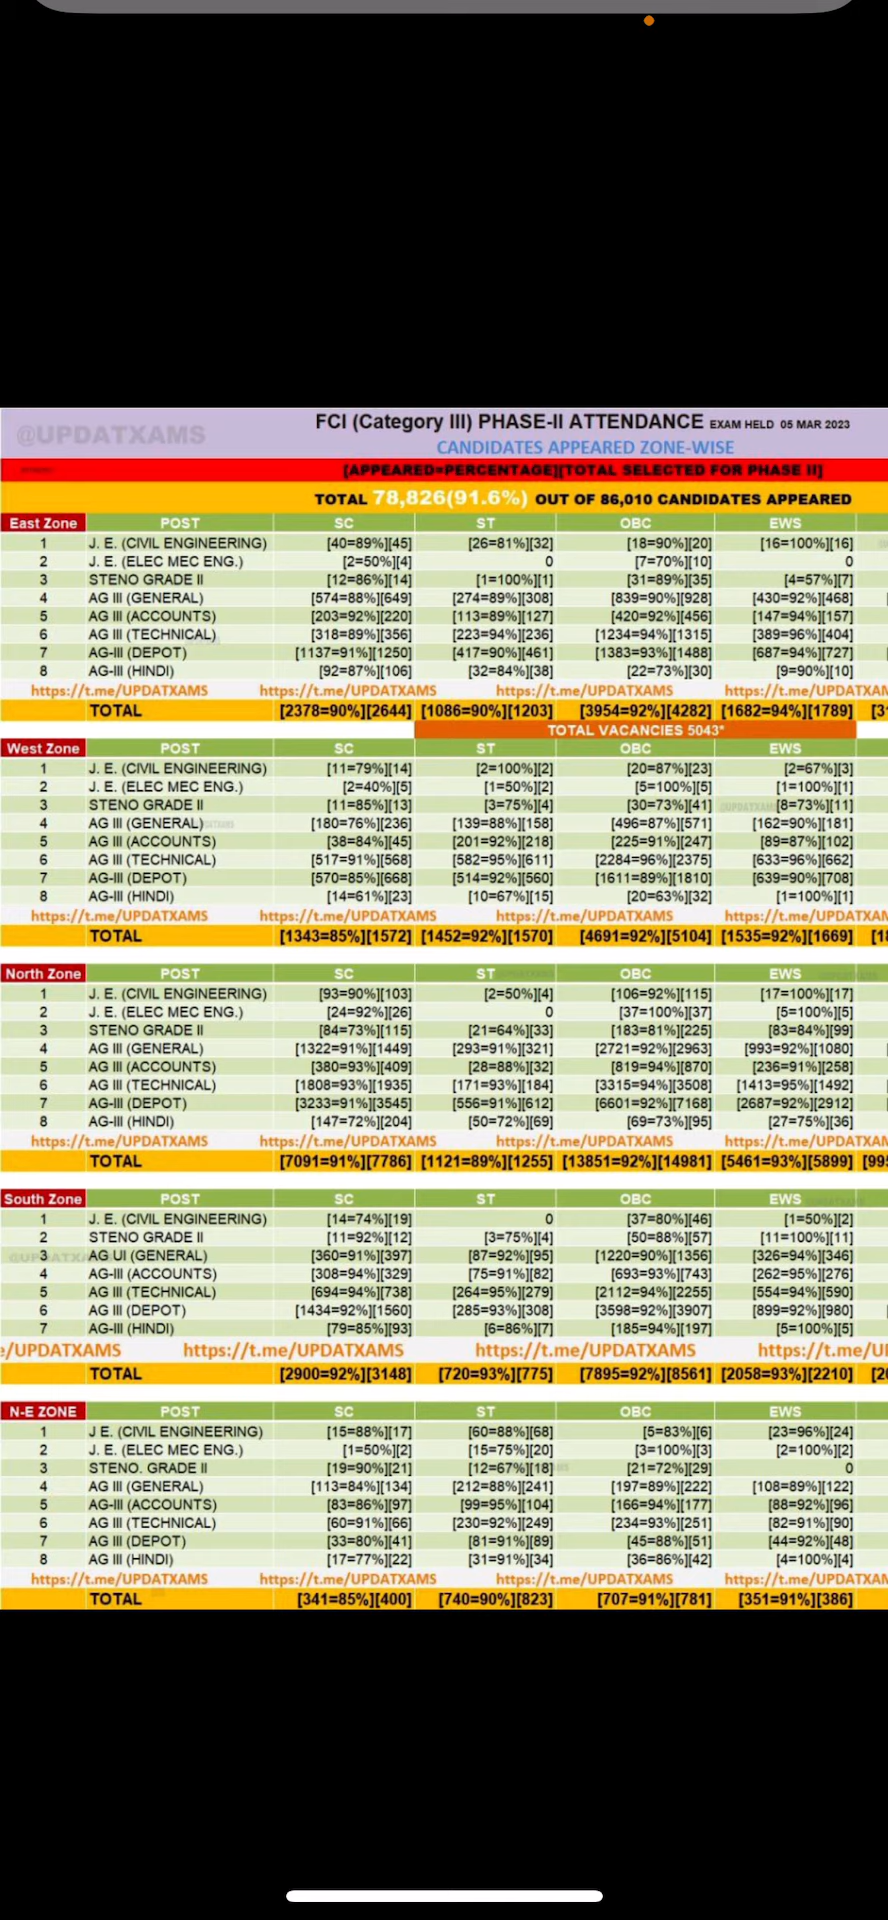 @UPDATXAMS
FCI (Category III) PHASE-II ATTENDANCE EXAM HELD 05 MAR 2023
CANDIDATES APPEARED ZONE-WISE
[APPEARED=PERCENTAGE][TOTAL SELECTED FOR PHASE II]
TOTAL 78,826(91.6%) OUT OF 86,010 CANDIDATES APPEARED
East Zone POST SC ST OBC EWS
1 J. E. (CIVIL ENGINEERING) [40=89%][45] [26=81%][32] [18=90%][20] [16=100%][16]
2 J. E. (ELEC MEC ENG.) [2=50%][4] 0 [7=70%][10] 0
3 STENO GRADE II [12=86%][14] [1=100%][1] [31=89%][35] [4=57%][7]
4 AG III (GENERAL) [574=88%][649] [274=89%][308] [839=90%][928] [430=92%][468]
5 AG III (ACCOUNTS) [203=92%][220] [113=89%][127] [420=92%][456] [147=94%][157]
6 AG III (TECHNICAL) [318=89%][356] [223=94%][236] [1234=94%][1315] [389=96%][404]
7 AG-III (DEPOT) [1137=91%][1250] [417=90%][461] [1383=93%][1488] [687=94%][727]
8 AG-III (HINDI) [92=87%][106] [32=84%][38] [22=73%][30] [9=90%][10]
https://t.me/UPDATXAMS https://t.me/UPDATXAMS https://t.me/UPDATXAMS https://t.me/UPDATXAM
TOTAL [2378=90%][2644] [1086=90%][1203] [3954=92%][4282] [1682=94%][1789] [31
TOTAL VACANCIES 5043*
West Zone POST SC ST OBC EWS
1 J. E. (CIVIL ENGINEERING) [11=79%][14] [2=100%][2] [20=87%][23] [2=67%][3]
2 J. E. (ELEC MEC ENG.) [2=40%][5] [1=50%][2] [5=100%][5] [1=100%][1]
3 STENO GRADE II [11=85%][13] [3=75%][4] [30=73%][41] [8=73%][11]
4 AG III (GENERAL) [180=76%][236] [139=88%][158] [496=87%][571] [162=90%][181]
5 AG III (ACCOUNTS) [38=84%][45] [201=92%][218] [225=91%][247] [89=87%][102]
6 AG III (TECHNICAL) [517=91%][568] [582=95%][611] [2284=96%][2375] [633=96%][662]
7 AG-III (DEPOT) [570=85%][668] [514=92%][560] [1611=89%][1810] [639=90%][708]
8 AG-III (HINDI) [14=61%][23] [10=67%][15] [20=63%][32] [1=100%][1]
https://t.me/UPDATXAMS https://t.me/UPDATXAMS https://t.me/UPDATXAMS https://t.me/UPDATXAM
TOTAL [1343=85%][1572] [1452=92%][1570] [4691=92%][5104] [1535=92%][1669] [18
North Zone POST SC ST OBC EWS
1 J. E. (CIVIL ENGINEERING) [93=90%][103] [2=50%][4] [106=92%][115] [17=100%][17]
2 J. E. (ELEC MEC ENG.) [24=92%][26] 0 [37=100%][37] [5=100%][5]
3 STENO GRADE II [84=73%][115] [21=64%][33] [183=81%][225] [83=84%][99]
4 AG III (GENERAL) [1322=91%][1449] [293=91%][321] [2721=92%][2963] [993=92%][1080]
5 AG III (ACCOUNTS) [380=93%][409] [28=88%][32] [819=94%][870] [236=91%][258]
6 AG III (TECHNICAL) [1808=93%][1935] [171=93%][184] [3315=94%][3508] [1413=95%][1492]
7 AG-III (DEPOT) [3233=91%][3545] [556=91%][612] [6601=92%][7168] [2687=92%][2912]
8 AG-III (HINDI) [147=72%][204] [50=72%][69] [69=73%][95] [27=75%][36]
https://t.me/UPDATXAMS https://t.me/UPDATXAMS https://t.me/UPDATXAMS https://t.me/UPDATXAM
TOTAL [7091=91%][7786] [1121=89%][1255] [13851=92%][14981] [5461=93%][5899] [995
South Zone POST SC ST OBC EWS
1 J. E. (CIVIL ENGINEERING) [14=74%][19] 0 [37=80%][46] [1=50%][2]
2 STENO GRADE II [11=92%][12] [3=75%][4] [50=88%][57] [11=100%][11]
3 AG UI (GENERAL) [360=91%][397] [87=92%][95] [1220=90%][1356] [326=94%][346]
4 AG-III (ACCOUNTS) [308=94%][329] [75=91%][82] [693=93%][743] [262=95%][276]
5 AG III (TECHNICAL) [694=94%][738] [264=95%][279] [2112=94%][2255] [554=94%][590]
6 AG III (DEPOT) [1434=92%][1560] [285=93%][308] [3598=92%][3907] [899=92%][980]
7 AG-III (HINDI) [79=85%][93] [6=86%][7] [185=94%][197] [5=100%][5]
e/UPDATXAMS https://t.me/UPDATXAMS https://t.me/UPDATXAMS https://t.me/U
TOTAL [2900=92%][3148] [720=93%][775] [7895=92%][8561] [2058=93%][2210] [20
N-E ZONE POST SC ST OBC EWS
1 J E. (CIVIL ENGINEERING) [15=88%][17] [60=88%][68] [5=83%][6] [23=96%][24]
2 J. E. (ELEC MEC ENG.) [1=50%][2] [15=75%][20] [3=100%][3] [2=100%][2]
3 STENO. GRADE II [19=90%][21] [12=67%][18] [21=72%][29] 0
4 AG III (GENERAL) [113=84%][134] [212=88%][241] [197=89%][222] [108=89%][122]
5 AG-III (ACCOUNTS) [83=86%][97] [99=95%][104] [166=94%][177] [88=92%][96]
6 AG III (TECHNICAL) [60=91%][66] [230=92%][249] [234=93%][251] [82=91%][90]
7 AG III (DEPOT) [33=80%][41] [81=91%][89] [45=88%][51] [44=92%][48]
8 AG III (HINDI) [17=77%][22] [31=91%][34] [36=86%][42] [4=100%][4]
https://t.me/UPDATXAMS https://t.me/UPDATXAMS https://t.me/UPDATXAMS https://t.me/UPDATXAM
TOTAL [341=85%][400] [740=90%][823] [707=91%][781] [351=91%][386]